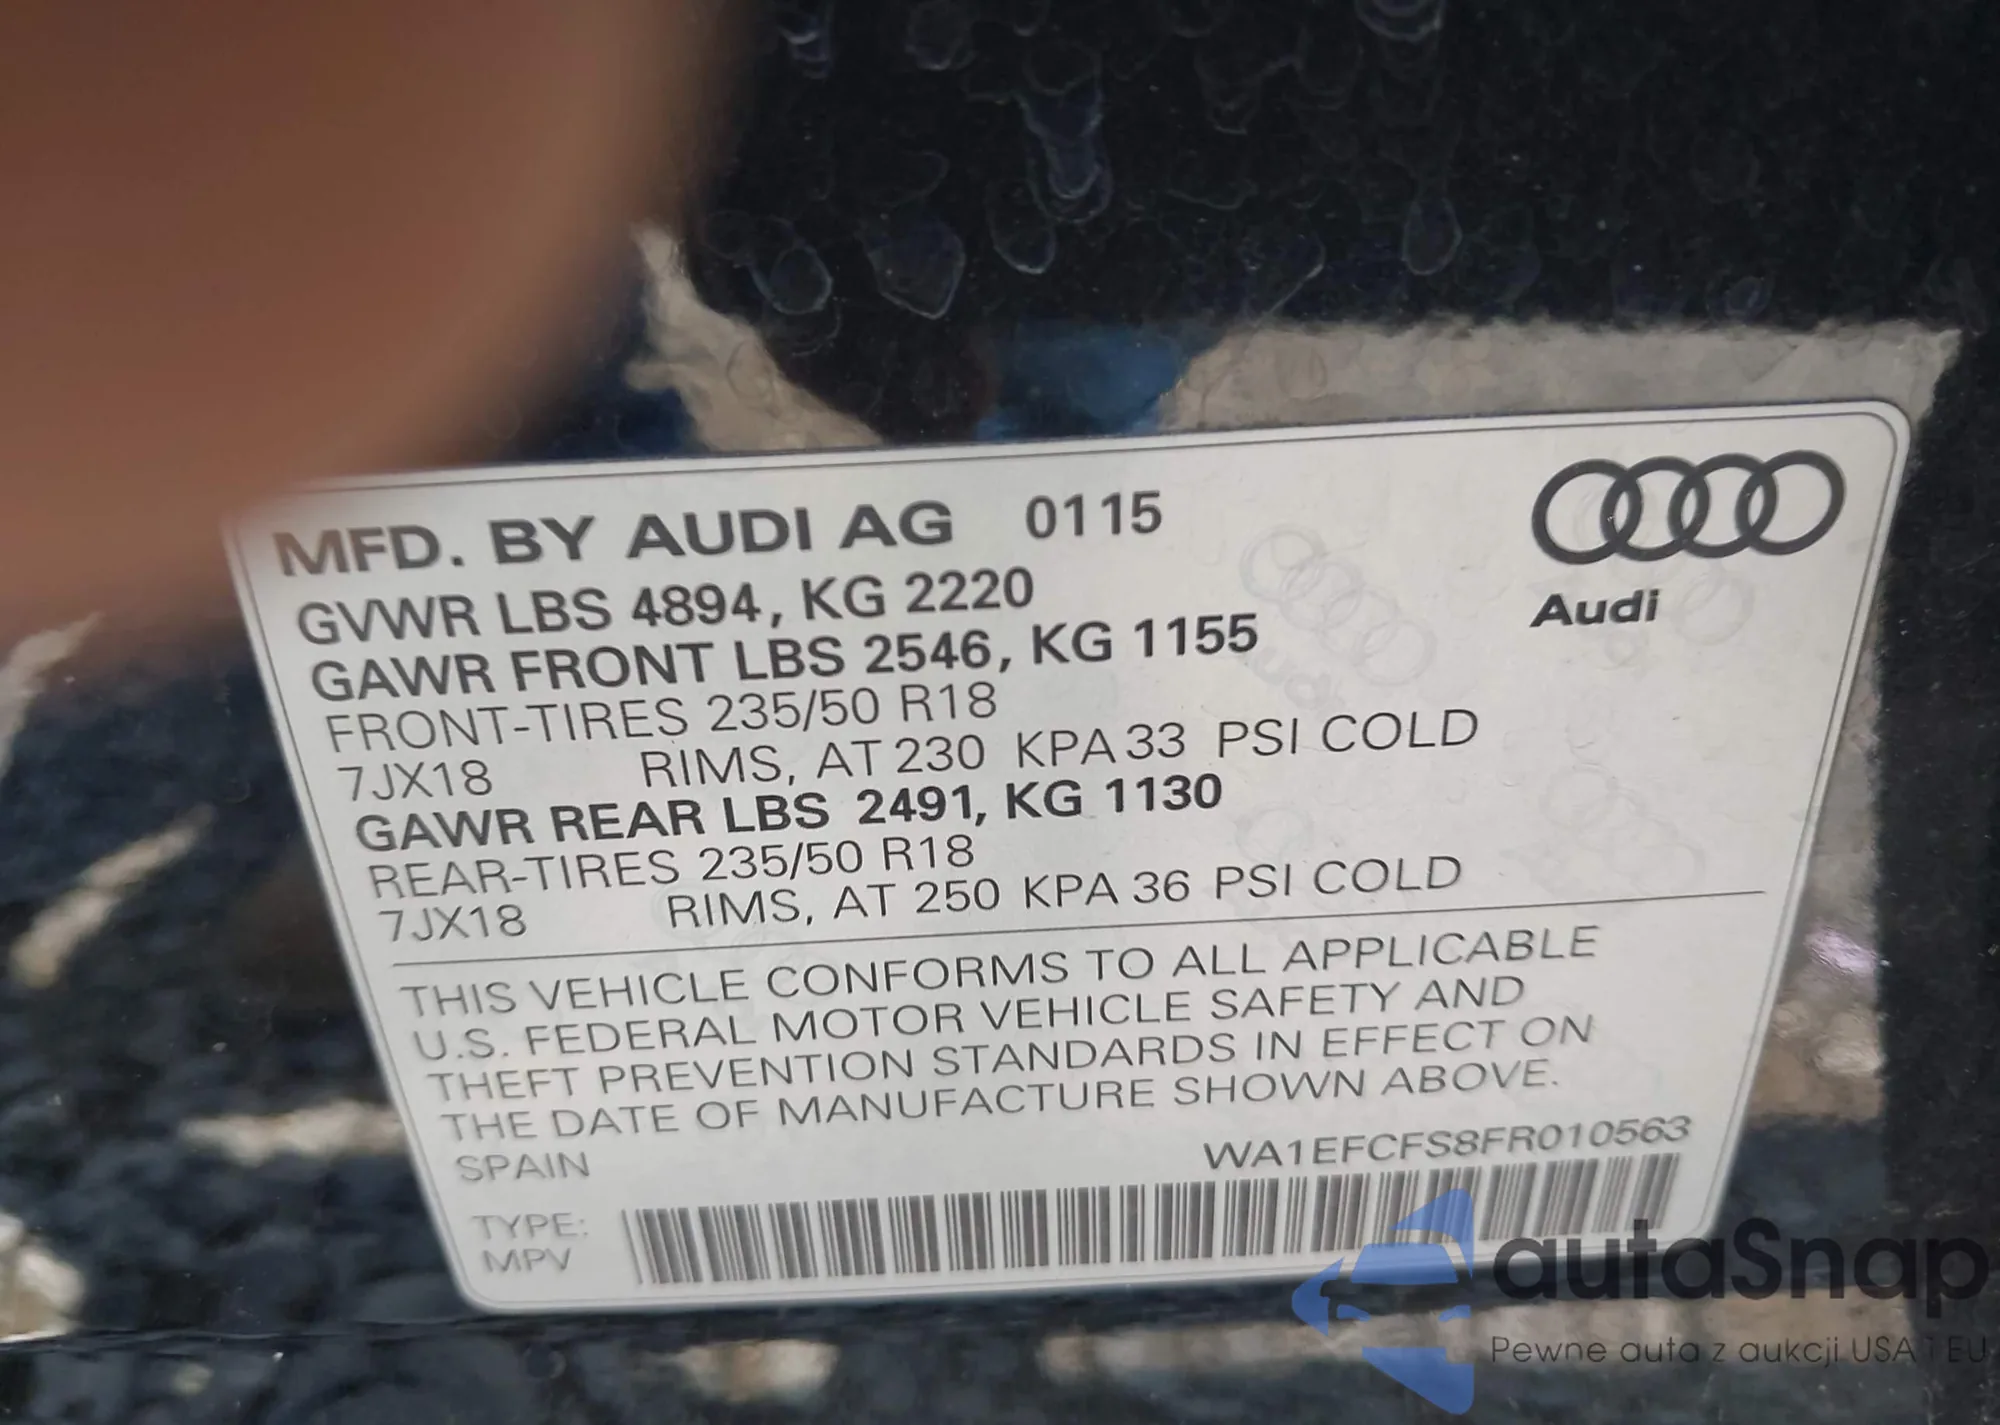 MFD. BY AUDI AG 0115
GVWR LBS 4894, KG 2220
GAWR FRONT LBS 2546, KG 1155
FRONT-TIRES 235/50 R18
7JX18 RIMS, AT 230 KPA 33 PSI COLD
GAWR REAR LBS 2491, KG 1130
REAR-TIRES 235/50 R18
7JX18 RIMS, AT 250 KPA 36 PSI COLD
Audi
THIS VEHICLE CONFORMS TO ALL APPLICABLE
U.S. FEDERAL MOTOR VEHICLE SAFETY AND
THEFT PREVENTION STANDARDS IN EFFECT ON
THE DATE OF MANUFACTURE SHOWN ABOVE.
SPAIN
WA1EFCFS8FR010563
TYPE:
MPV
autaSnap
Pewne auta z aukcji USA i EU